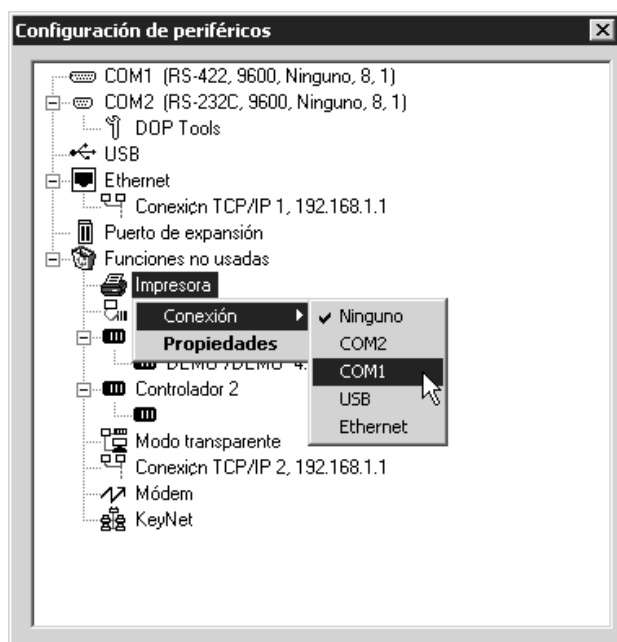 Configuración de periféricos
COM1 (RS-422, 9600, Ninguno, 8, 1)
COM2 (RS-232C, 9600, Ninguno, 8, 1)
DOP Tools
USB
Ethernet
Conexión TCP/IP 1, 192.168.1.1
Puerto de expansión
Funciones no usadas
Impresora
Conexión
Propiedades
Ninguno
COM2
COM1
USB
Ethernet
Controlador 2
Modo transparente
Conexión TCP/IP 2, 192.168.1.1
Módem
KeyNet